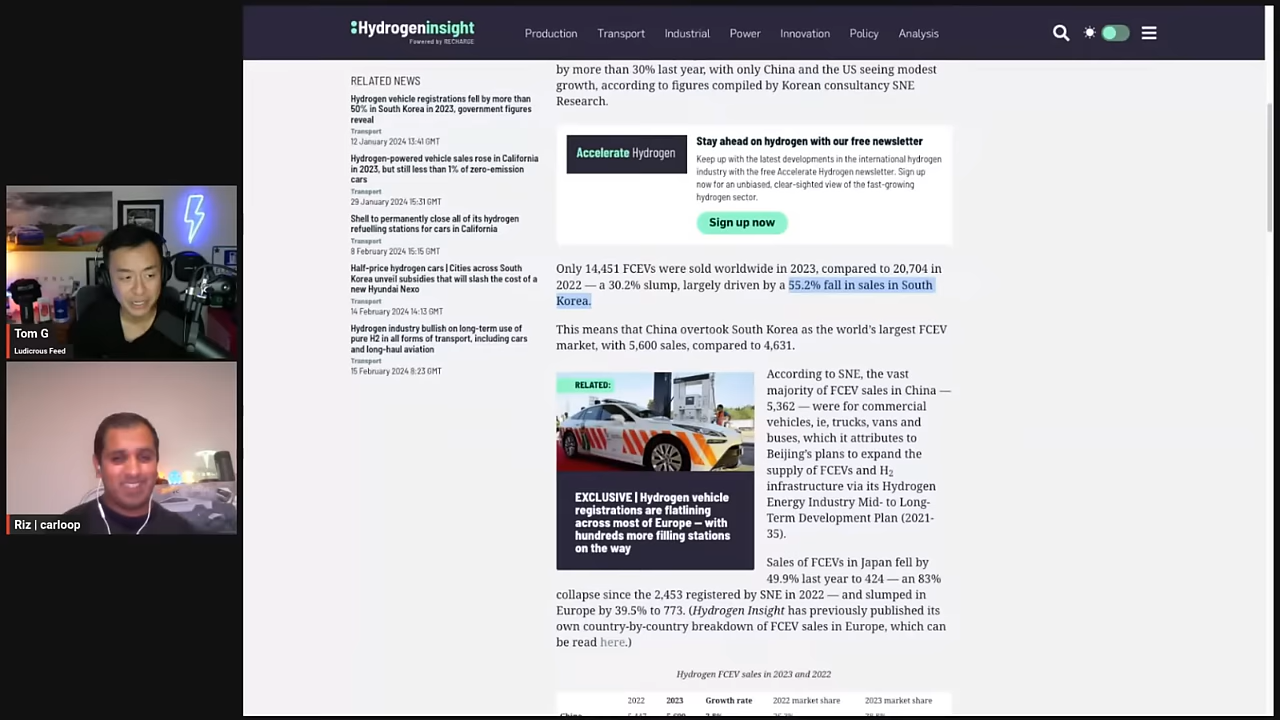 Hydrogeninsight
Powered by RECHARGE
Production
Transport
Industrial
Power
Innovation
Policy
Analysis
RELATED NEWS
Hydrogen vehicle registrations fell by more
than 50% in South Korea in 2023, government figures
reveal
Transport
12 January 2024 13:41 GMT
Hydrogen-powered vehicle sales rose in California
in 2023, but still less than 1% of zero-emission
cars
Transport
29 January 2024 15:31 GMT
Shell to permanently close all of its hydrogen
refuelling stations for cars in California
Transport
8 February 2024 15:15 GMT
Half-price hydrogen cars | Cities across South
Korea unveil subsidies that will slash the cost of a
new Hyundai Nexo
Transport
14 February 2024 14:13 GMT
Hydrogen industry bullish on long-term use of
pure H2 in all forms of transport, including cars
and long-haul aviation
Transport
15 February 2024 8:23 GMT
by more than 30% last year, with only China and the US seeing modest
growth, according to figures compiled by Korean consultancy SNE
Research.
Accelerate Hydrogen
Stay ahead on hydrogen with our free newsletter
Keep up with the latest developments in the international hydrogen
industry with the free Accelerate Hydrogen newsletter. Sign up
now for an unbiased, clear-sighted view of the fast-growing
hydrogen sector.
Sign up now
Only 14,451 FCEVs were sold worldwide in 2023, compared to 20,704 in
2022 — a 30.2% slump, largely driven by a 55.2% fall in sales in South
Korea.
This means that China overtook South Korea as the world's largest FCEV
market, with 5,600 sales, compared to 4,631.
RELATED:
EXCLUSIVE | Hydrogen vehicle
registrations are flatlining
across most of Europe — with
hundreds more filling stations
on the way
According to SNE, the vast
majority of FCEV sales in China —
5,362 — were for commercial
vehicles, ie, trucks, vans and
buses, which it attributes to
Beijing's plans to expand the
supply of FCEVs and H2
infrastructure via its Hydrogen
Energy Industry Mid- to Long-
Term Development Plan (2021-
35).
Sales of FCEVs in Japan fell by
49.9% last year to 424 — an 83%
collapse since the 2,453 registered by SNE in 2022 — and slumped in
Europe by 39.5% to 773. (Hydrogen Insight has previously published its
own country-by-country breakdown of FCEV sales in Europe, which can
be read here.)
Hydrogen FCEV sales in 2023 and 2022
2022 2023 Growth rate 2022 market share 2023 market share
Tom G
Ludicrous Feed
Riz | carloop